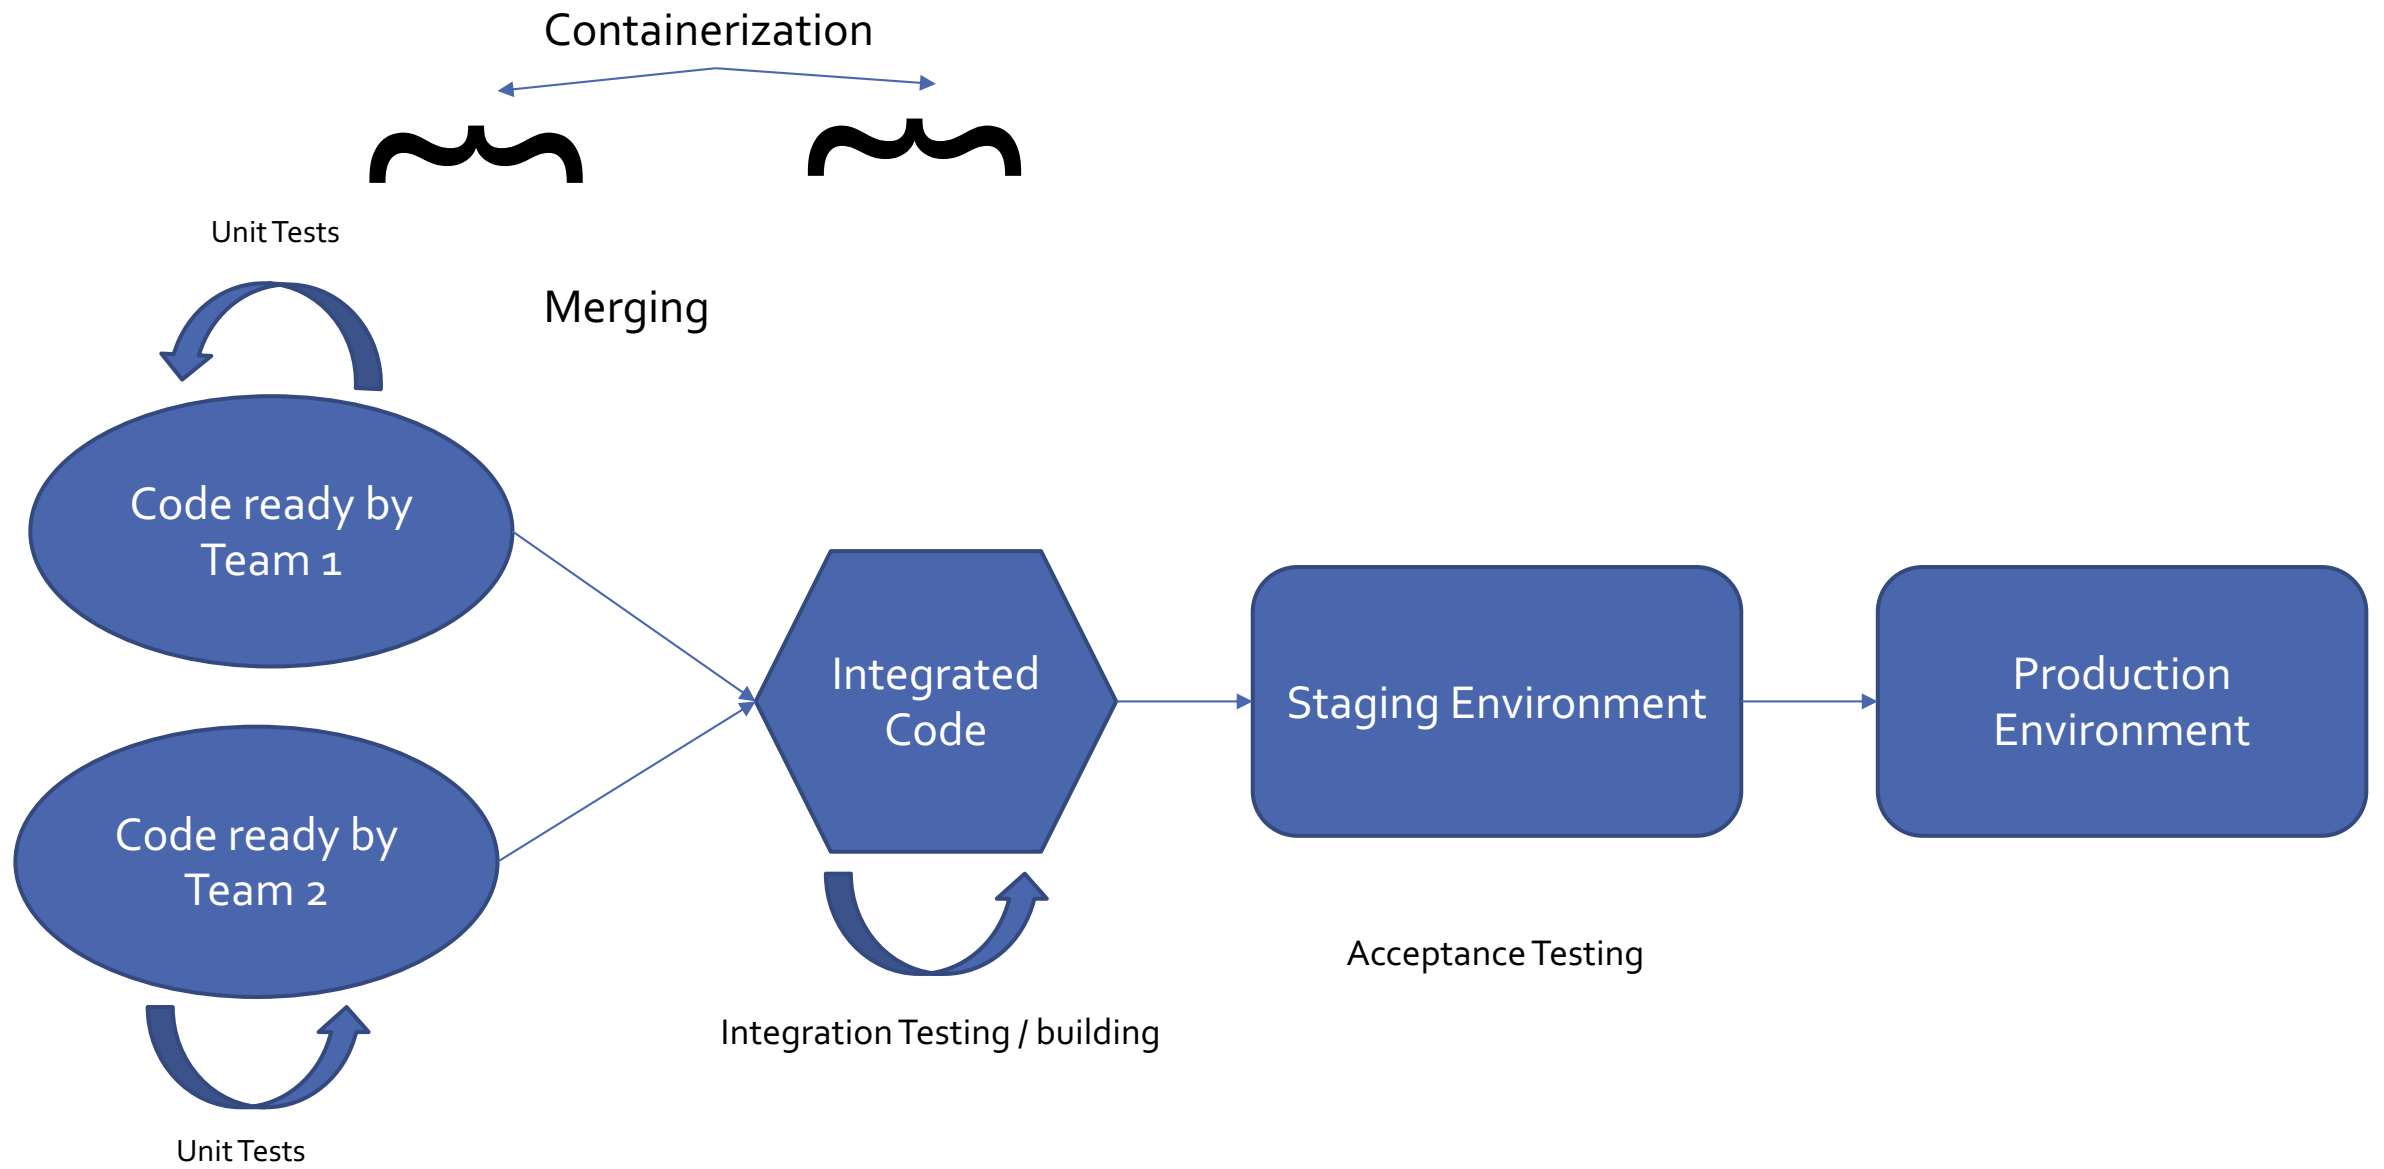 Containerization
Unit Tests
Merging
Code ready by
Team 1
Integrated
Code
Staging Environment
Production
Environment
Code ready by
Team 2
Acceptance Testing
Integration Testing / building
Unit Tests